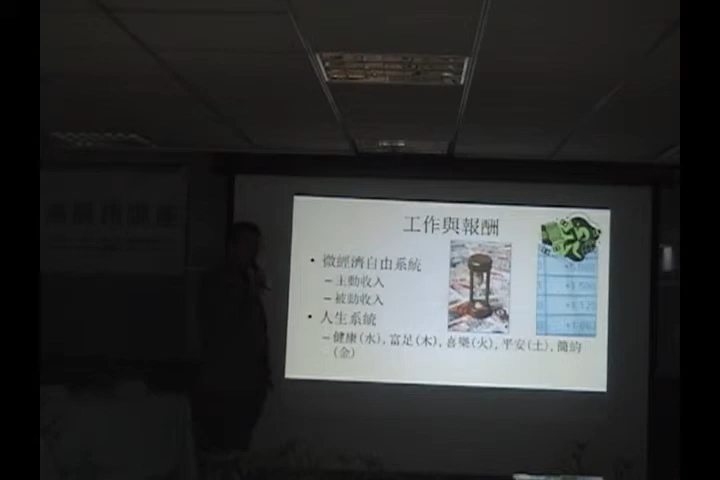 工作與報酬
• 微經濟自由系統
– 主動收入
– 被動收入
• 人生系統
– 健康(水), 富足(木), 喜樂(火), 平安(土), 簡約
(金)